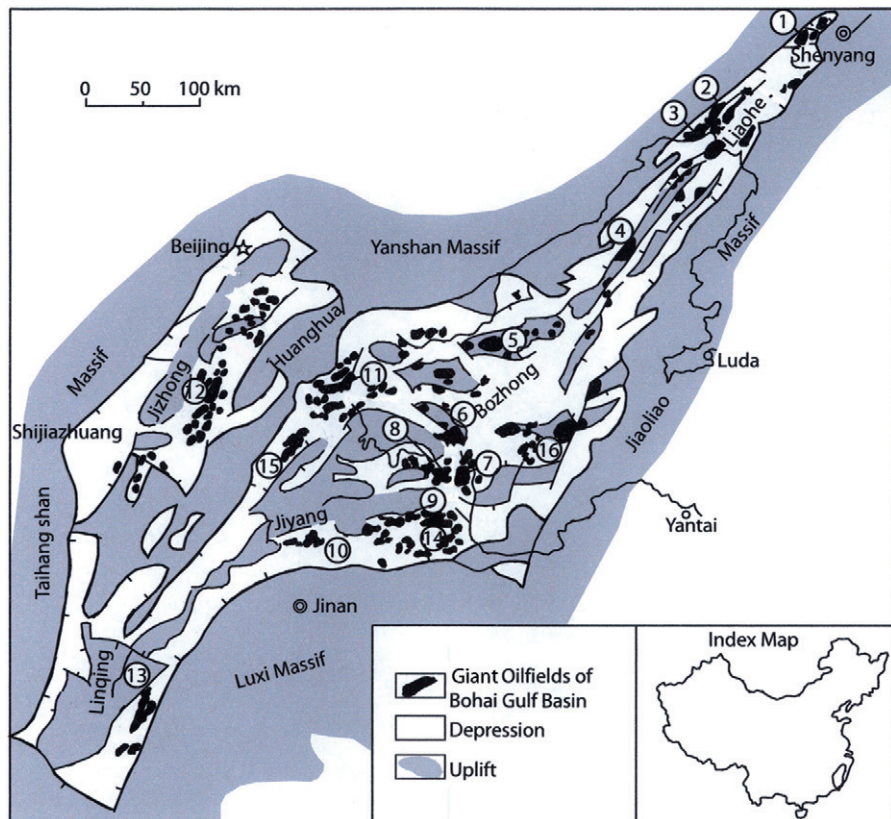 1
Shenyang
0 50 100 km
2
3
Liaohe
4
Beijing
Yanshan Massif
Massif
Huanghua
5
Luda
Massif
11
Bozhong
12
Jizhong
6
Jiaoliao
Shijiazhuang
8
16
15
7
9
Jiyang
Yantai
14
10
Taihang shan
Jinan
Luxi Massif
Linqing
13
Index Map
Giant Oilfields of
Bohai Gulf Basin
Depression
Uplift